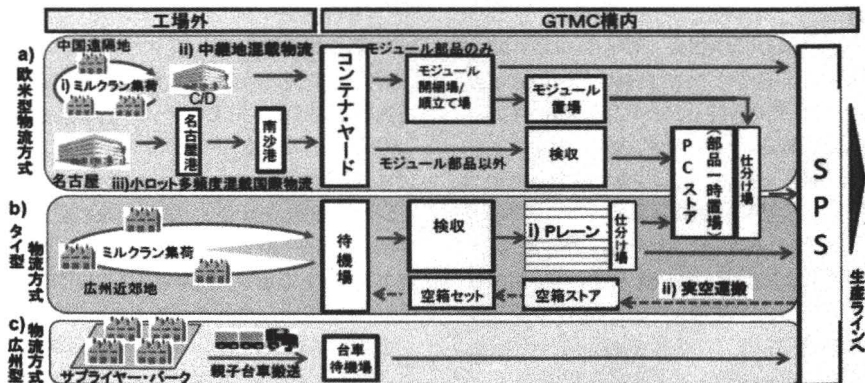 工場外
GTMC構内
a) 欧米型物流方式
中国遠隔地
i) ミルクラン集荷
ii) 中継地混載物流
C/D
名古屋
名古屋港
南沙港
iii)小ロット多頻度混載国際物流
コンテナ・ヤード
モジュール部品のみ
モジュール開梱場/順立て場
モジュール置場
モジュール部品以外
検収
PCストア(部品一時置場)
仕分け場
SPS
生産ラインへ
b) タイ型物流方式
ミルクラン集荷
広州近郊地
待機場
検収
i) Pレーン
仕分け場
空箱セット
空箱ストア
ii) 実空運搬
c) 広州型物流方式
サプライヤー・パーク
親子台車搬送
台車待機場